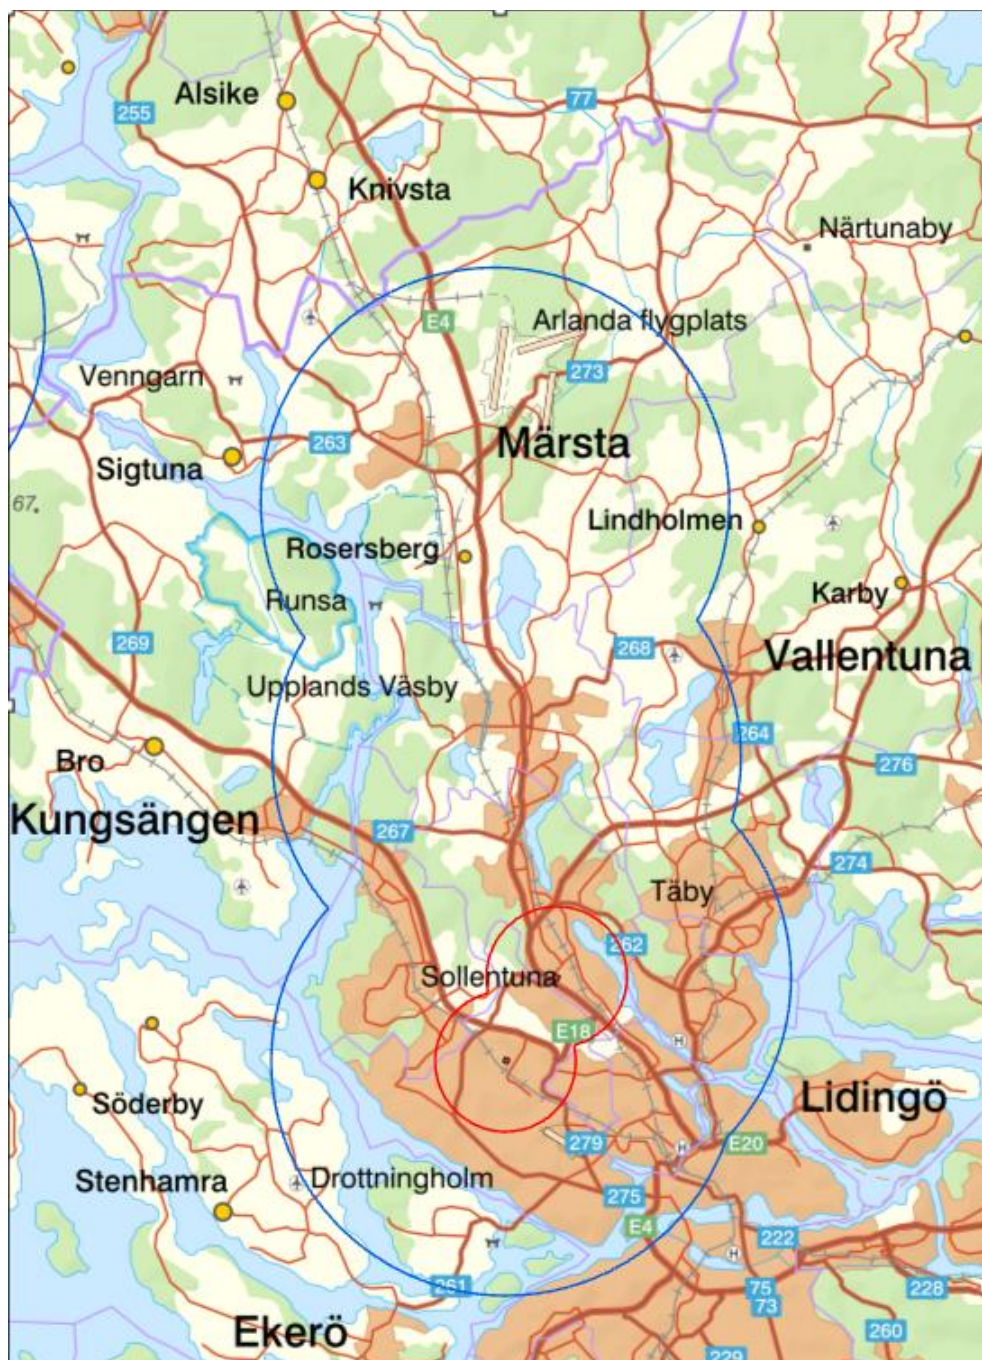 Alsike
77
255
Knivsta
Närtunaby
E4
Arlanda flygplats
Venngarn
273
263
Märsta
Sigtuna
67.
Lindholmen
Rosersberg
Karby
Runsa
269
268
Vallentuna
Upplands Väsby
264
Bro
276
Kungsängen
267
274
Täby
262
Sollentuna
E18
H
Söderby
Lidingö
279
H
E20
Stenhamra
Drottningholm
275
E4
222
H
261
75
228
73
Ekerö
260
229